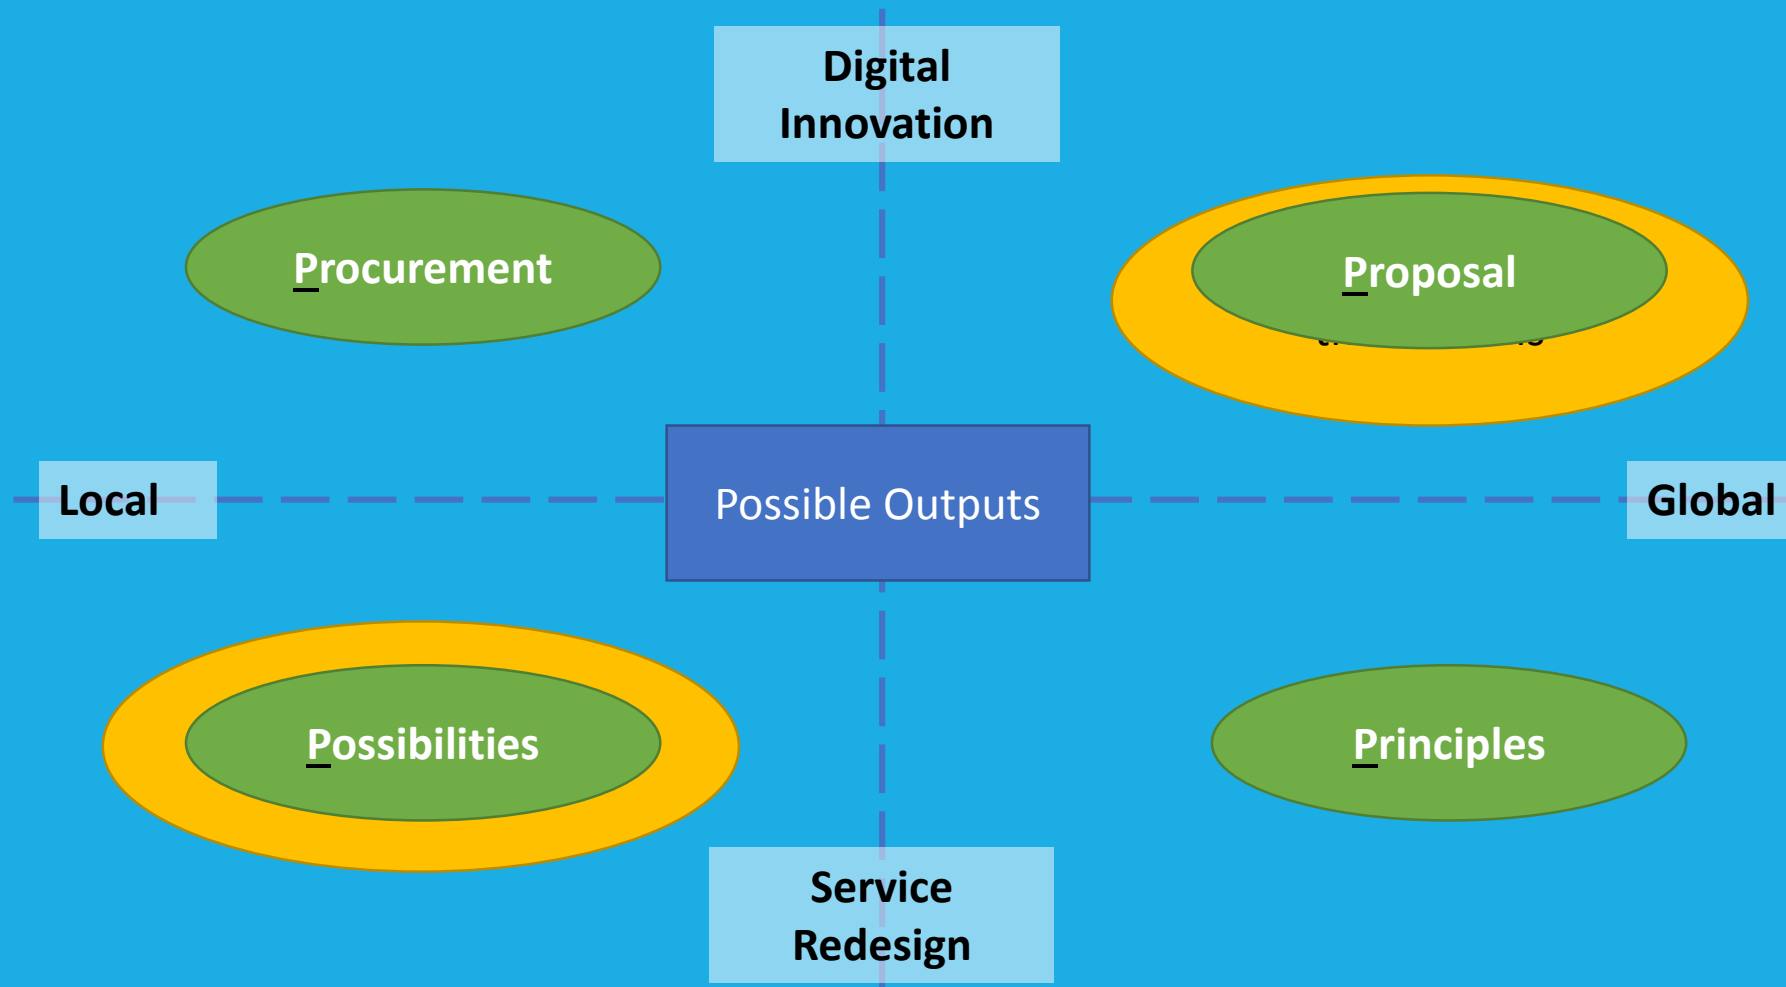 Digital
Innovation
Procurement
Proposal
Local
Possible Outputs
Global
Possibilities
Principles
Service
Redesign